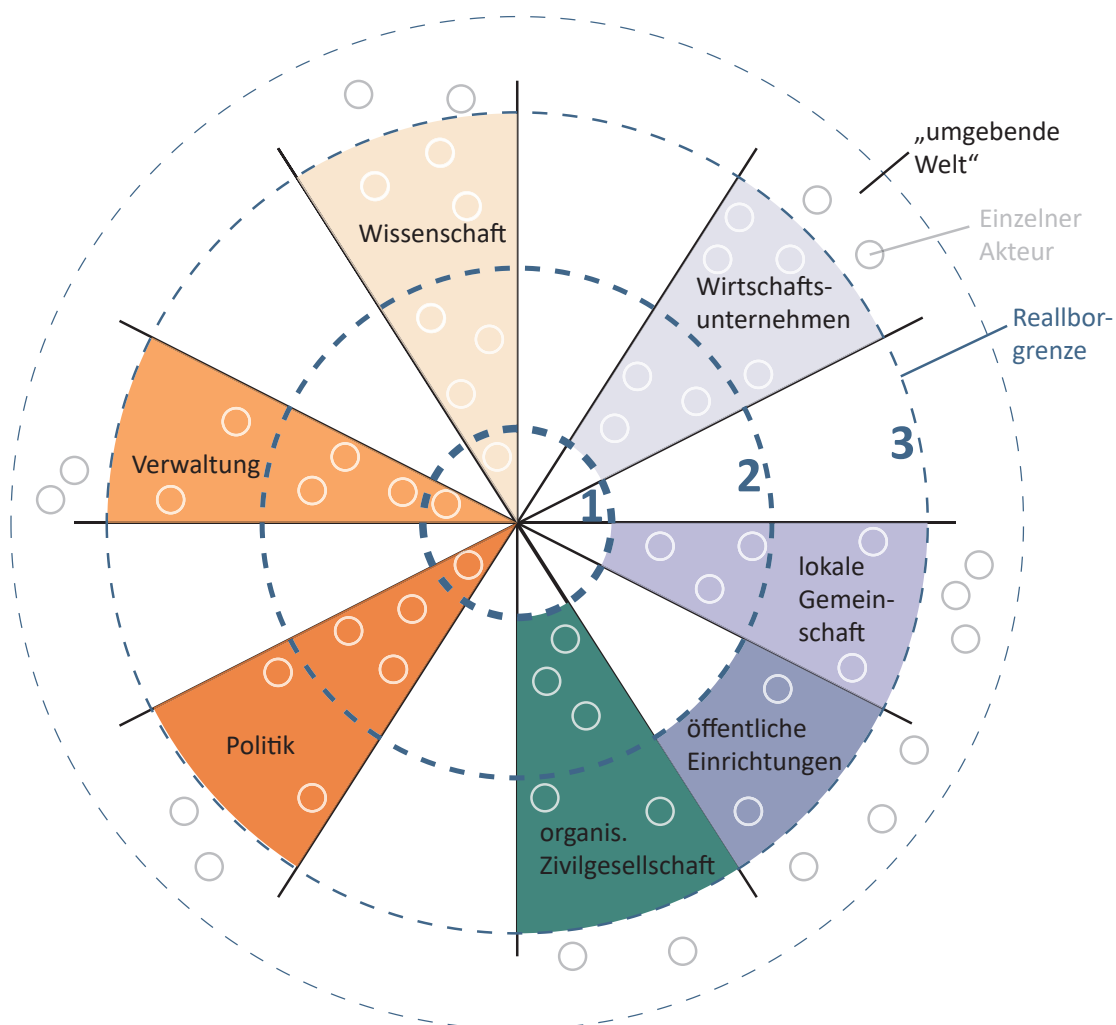 „umgebende
Welt“
Einzelner
Akteur
Reallbor-
grenze
Wissenschaft
Wirtschafts-
unternehmen
Verwaltung
3
2
1
lokale
Gemein-
schaft
öffentliche
Einrichtungen
Politik
organis.
Zivilgesellschaft